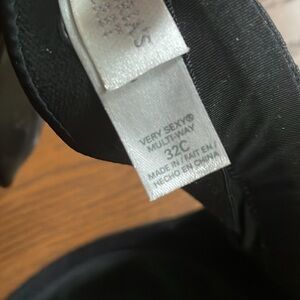 VERY SEXY®
MULTI-WAY
32C
MADE IN / FAIT EN /
HECHO EN CHINA